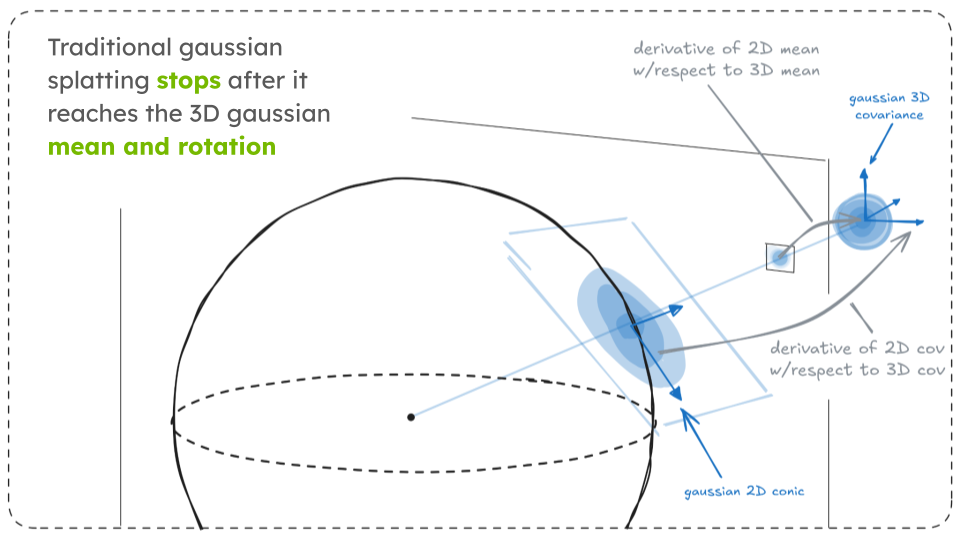 Traditional gaussian
splatting stops after it
reaches the 3D gaussian
mean and rotation
derivative of 2D mean
w/respect to 3D mean
gaussian 3D
covariance
derivative of 2D cov
w/respect to 3D cov
gaussian 2D conic